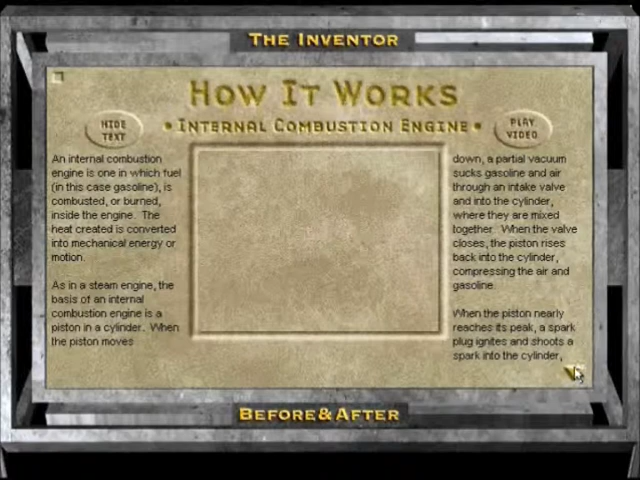 The Inventor
How It Works
Hide
Text
• Internal Combustion Engine •
Play
Video
An internal combustion
engine is one in which fuel
(in this case gasoline), is
combusted, or burned,
inside the engine. The
heat created is converted
into mechanical energy or
motion.
As in a steam engine, the
basis of an internal
combustion engine is a
piston in a cylinder. When
the piston moves
down, a partial vacuum
sucks gasoline and air
through an intake valve
and into the cylinder,
where they are mixed
together. When the valve
closes, the piston rises
back into the cylinder,
compressing the air and
gasoline.
When the piston nearly
reaches its peak, a spark
plug ignites and shoots a
spark into the cylinder,
Before&After